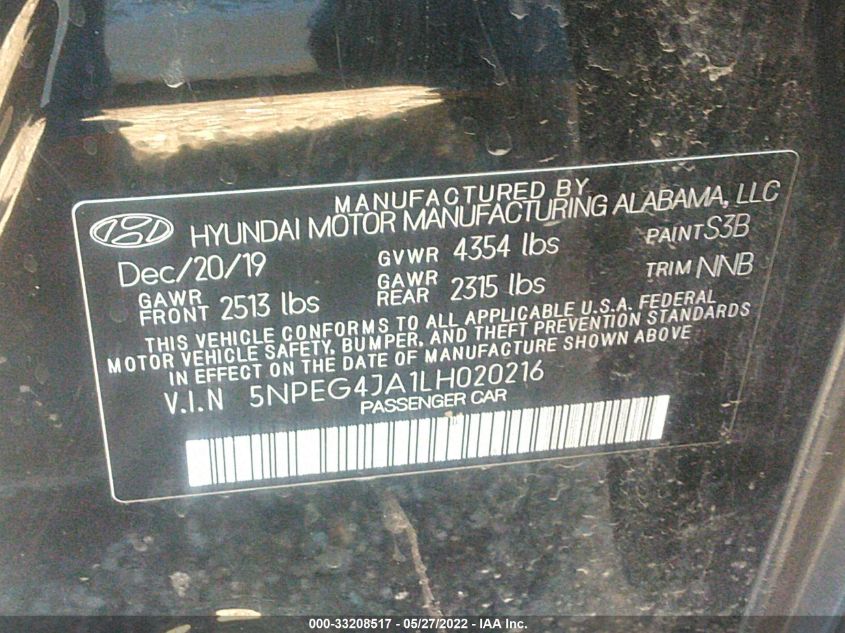 MANUFACTURED BY
HYUNDAI MOTOR MANUFACTURING ALABAMA, LLC
Dec/20/19 GVWR 4354 lbs PAINT S3B
GAWR FRONT 2513 lbs GAWR REAR 2315 lbs TRIM NNB
THIS VEHICLE CONFORMS TO ALL APPLICABLE U.S.A. FEDERAL
MOTOR VEHICLE SAFETY, BUMPER, AND THEFT PREVENTION STANDARDS
IN EFFECT ON THE DATE OF MANUFACTURE SHOWN ABOVE
V.I.N 5NPEG4JA1LH020216
PASSENGER CAR
000-33208517 - 05/27/2022 - IAA Inc.